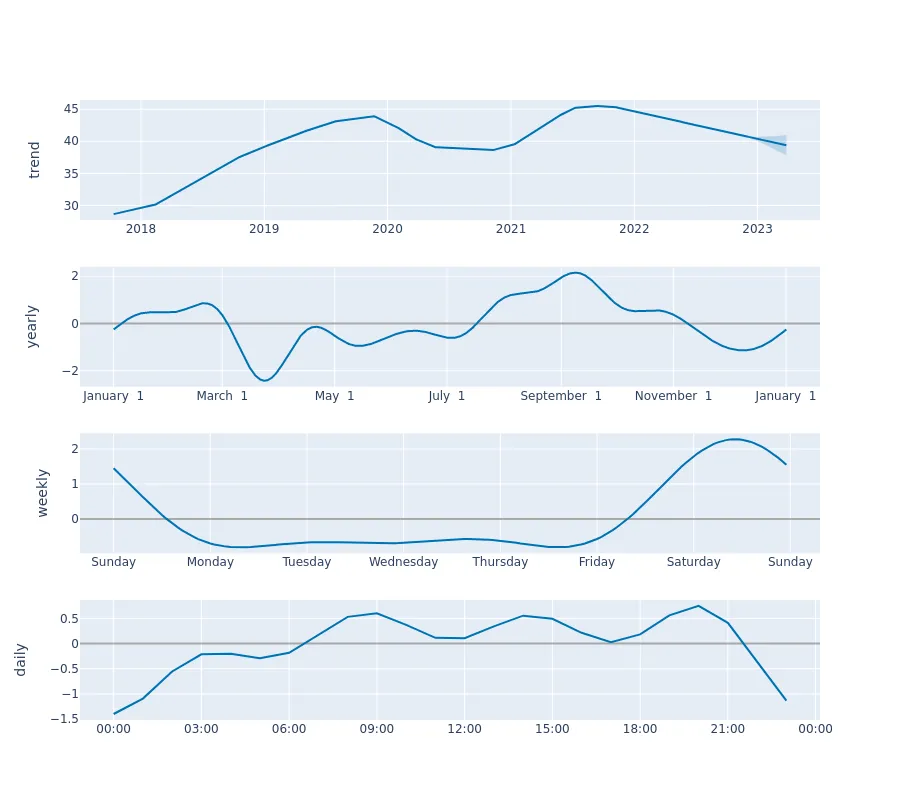 trend
45
40
35
30
2018 2019 2020 2021 2022 2023
yearly
2
0
−2
January 1 March 1 May 1 July 1 September 1 November 1 January 1
weekly
2
1
0
Sunday Monday Tuesday Wednesday Thursday Friday Saturday Sunday
daily
0.5
0
−0.5
−1
−1.5
00:00 03:00 06:00 09:00 12:00 15:00 18:00 21:00 00:00